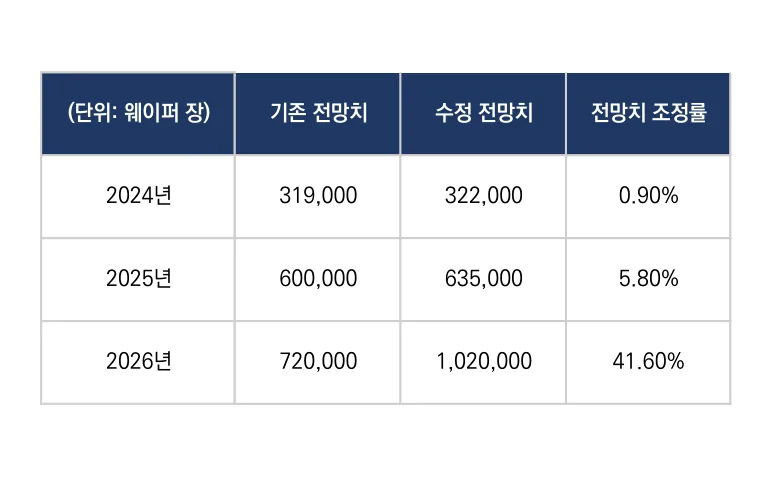 (단위: 웨이퍼 장) 기존 전망치 수정 전망치 전망치 조정률
2024년 319,000 322,000 0.90%
2025년 600,000 635,000 5.80%
2026년 720,000 1,020,000 41.60%